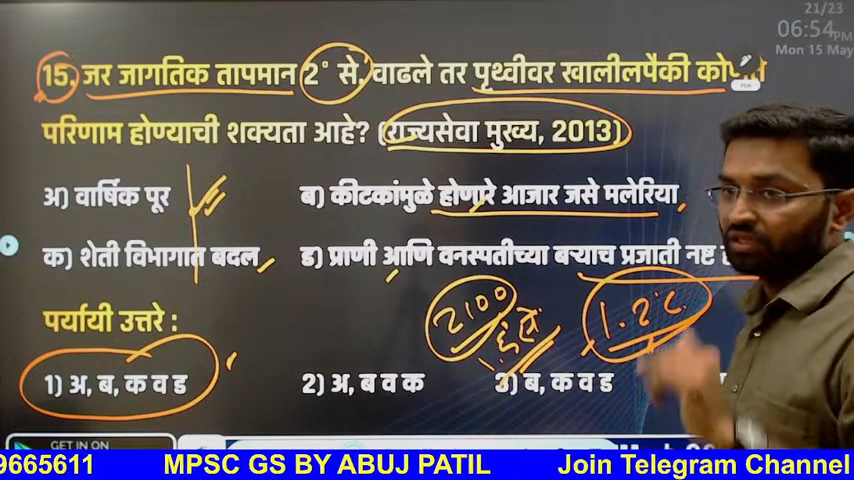 21/23
06:54 PM
Mon 15 May
15. जर जागतिक तापमान 2° से. वाढले तर पृथ्वीवर खालीलपैकी
परिणाम होण्याची शक्यता आहे? (राज्यसेवा मुख्य, 2013)
अ) वार्षिक पूर ब) कीटकांमुळे होणारे आजार जसे मलेरिया
क) शेती विभागात बदल ड) प्राणी आणि वनस्पतीच्या बऱ्याच प्रजाती नष्ट
2100 1.2°C
पर्यायी उत्तरे :
1) अ, ब, क व ड 2) अ, ब व क 3) ब, क व ड
GET IN ON
9665611 MPSC GS BY ABUJ PATIL Join Telegram Channel